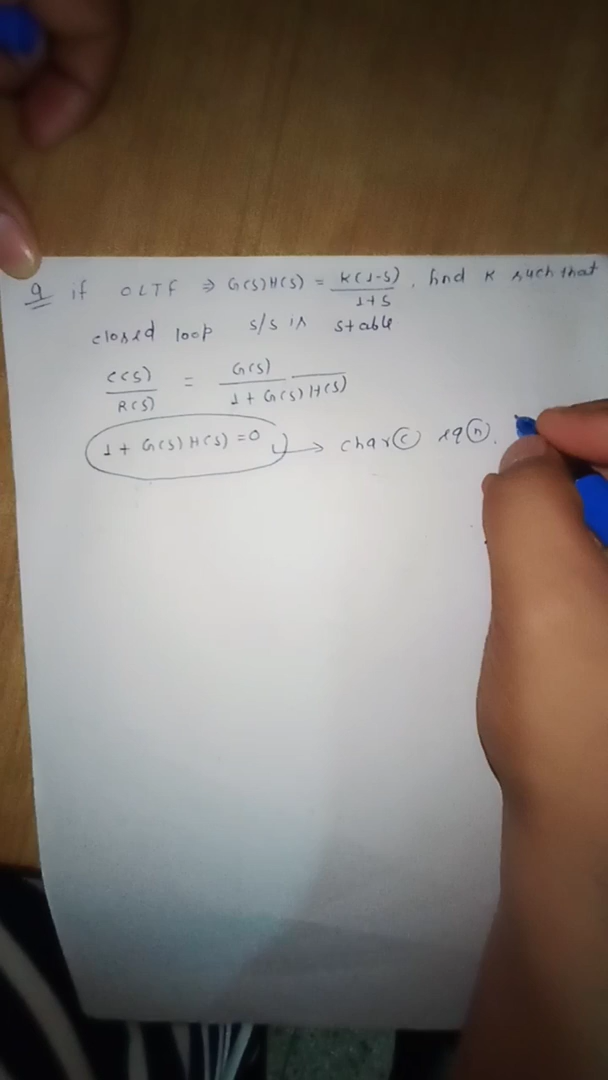 q if OLTF ⇒ G(s)H(s) = K(1-s) / 1+s , find K such that
closed loop s/s is stable
C(s) / R(s) = G(s) / 1 + G(s)H(s)
1 + G(s)H(s) = 0 → char(c) eq(n).